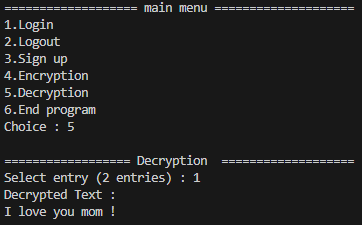 =================== main menu ====================
1.Login
2.Logout
3.Sign up
4.Encryption
5.Decryption
6.End program
Choice : 5
================== Decryption  ===================
Select entry (2 entries) : 1
Decrypted Text :
I love you mom !